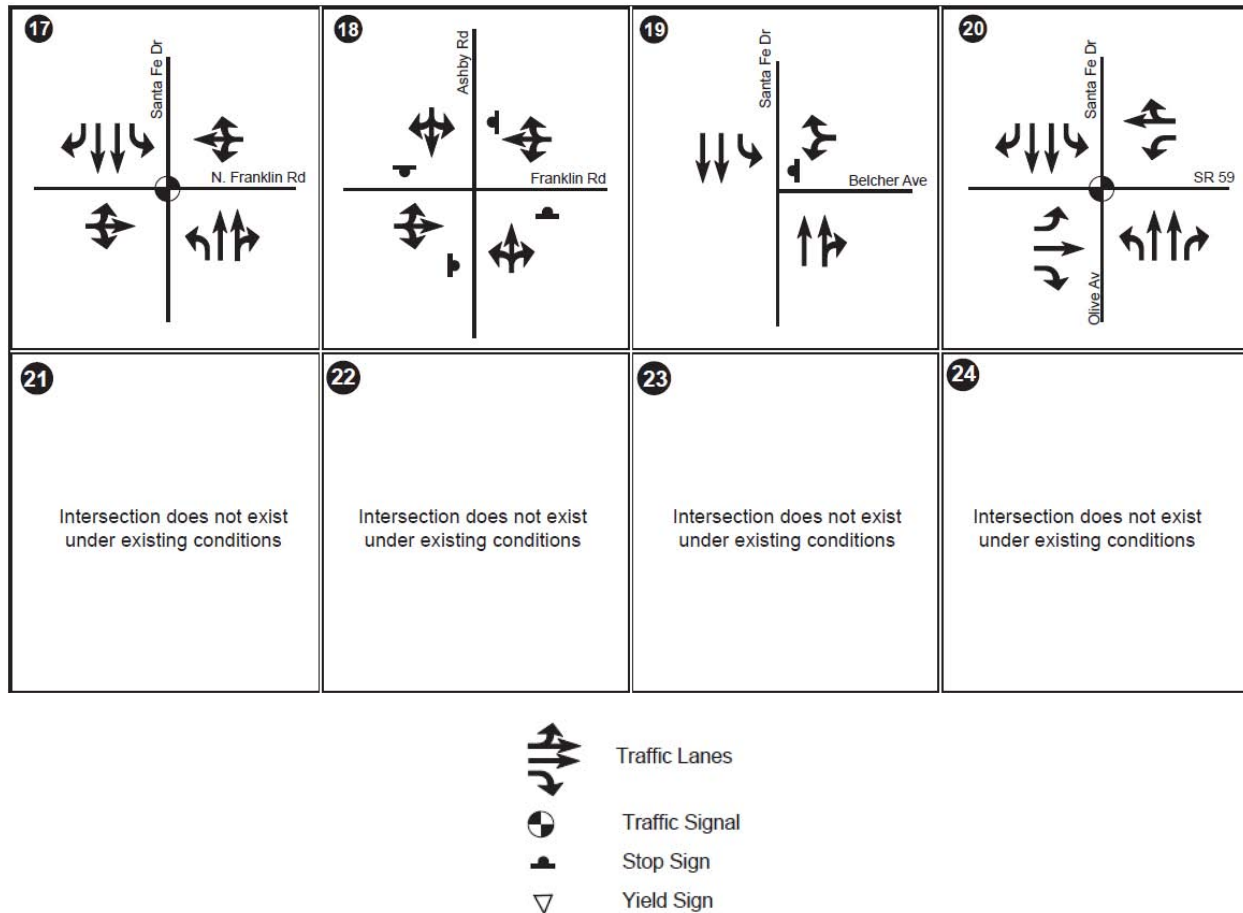 17
Santa Fe Dr
N. Franklin Rd
18
Ashby Rd
Franklin Rd
19
Santa Fe Dr
Belcher Ave
20
Santa Fe Dr
SR 59
Olive Av
21
Intersection does not exist
under existing conditions
22
Intersection does not exist
under existing conditions
23
Intersection does not exist
under existing conditions
24
Intersection does not exist
under existing conditions
Traffic Lanes
Traffic Signal
Stop Sign
Yield Sign